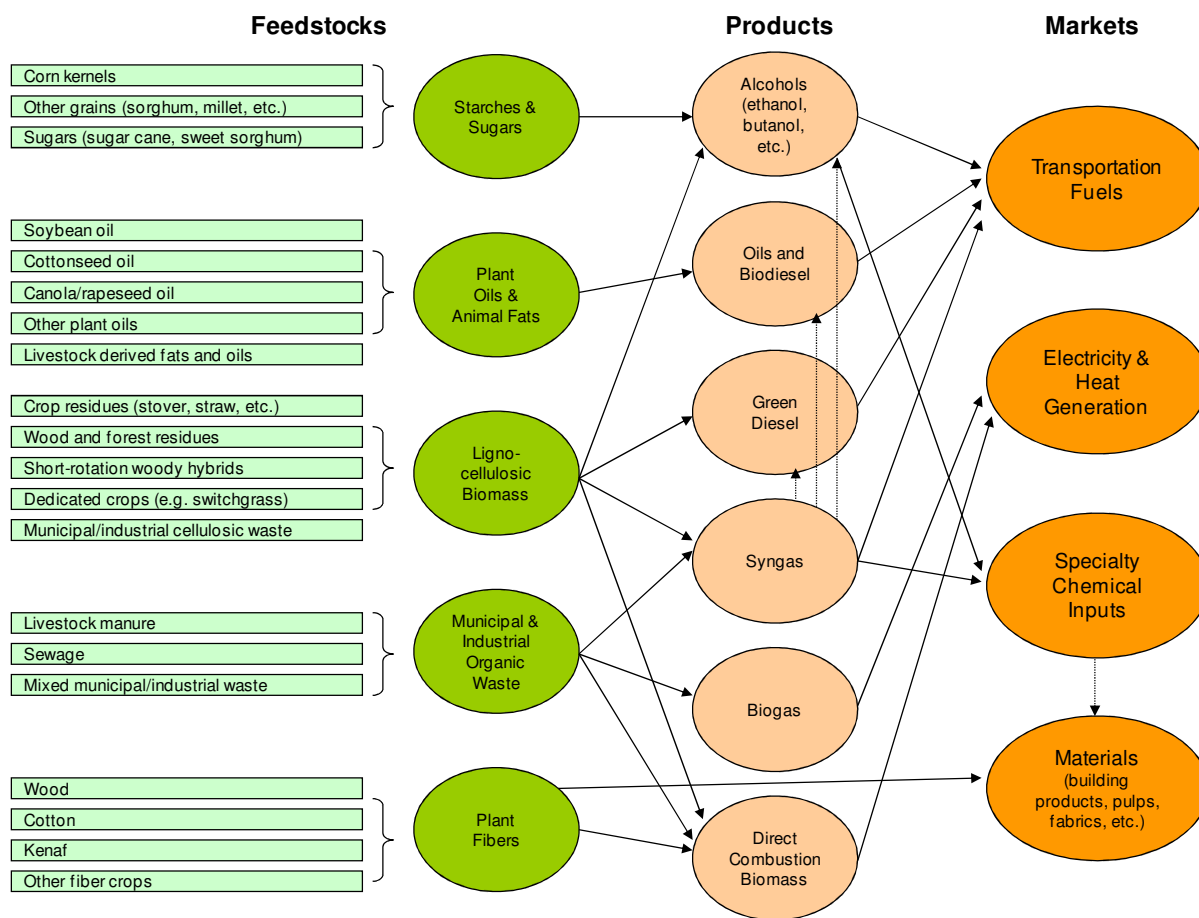 Feedstocks
Products
Markets
Corn kernels
Other grains (sorghum, millet, etc.)
Sugars (sugar cane, sweet sorghum)
Soybean oil
Cottonseed oil
Canola/rapeseed oil
Other plant oils
Livestock derived fats and oils
Crop residues (stover, straw, etc.)
Wood and forest residues
Short-rotation woody hybrids
Dedicated crops (e.g. switchgrass)
Municipal/industrial cellulosic waste
Livestock manure
Sewage
Mixed municipal/industrial waste
Wood
Cotton
Kenaf
Other fiber crops
Starches &
Sugars
Plant
Oils &
Animal Fats
Ligno-
cellulosic
Biomass
Municipal &
Industrial
Organic
Waste
Plant
Fibers
Alcohols
(ethanol,
butanol,
etc.)
Oils and
Biodiesel
Green
Diesel
Syngas
Biogas
Direct
Combustion
Biomass
Transportation
Fuels
Electricity &
Heat
Generation
Specialty
Chemical
Inputs
Materials
(building
products, pulps,
fabrics, etc.)